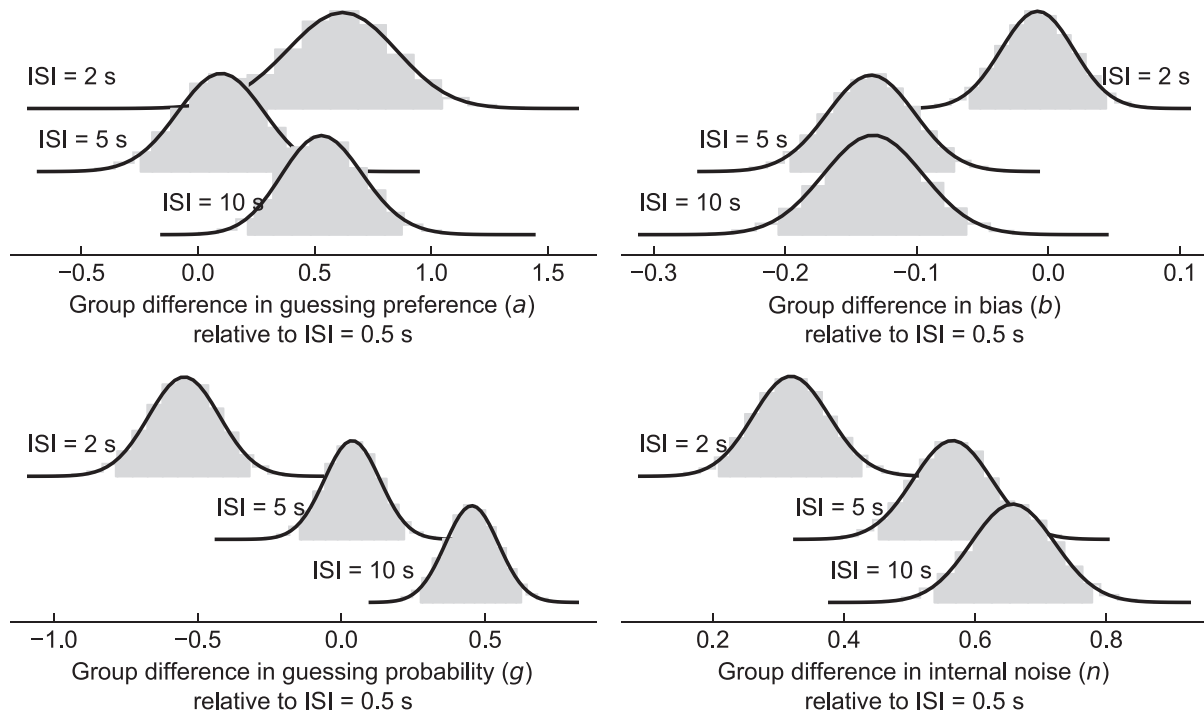 ISI = 2 s
ISI = 5 s
ISI = 10 s
−0.5 0.0 0.5 1.0 1.5
Group difference in guessing preference (a)
relative to ISI = 0.5 s
ISI = 2 s
ISI = 5 s
ISI = 10 s
−0.3 −0.2 −0.1 0.0 0.1
Group difference in bias (b)
relative to ISI = 0.5 s
ISI = 2 s
ISI = 5 s
ISI = 10 s
−1.0 −0.5 0.0 0.5
Group difference in guessing probability (g)
relative to ISI = 0.5 s
ISI = 2 s
ISI = 5 s
ISI = 10 s
0.2 0.4 0.6 0.8
Group difference in internal noise (n)
relative to ISI = 0.5 s